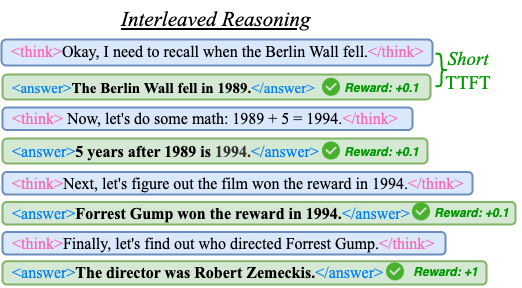 Interleaved Reasoning
<think>Okay, I need to recall when the Berlin Wall fell.</think>
Short
TTFT
<answer>The Berlin Wall fell in 1989.</answer> Reward: +0.1
<think> Now, let's do some math: 1989 + 5 = 1994.</think>
<answer>5 years after 1989 is 1994.</answer> Reward: +0.1
<think>Next, let's figure out the film won the reward in 1994.</think>
<answer>Forrest Gump won the reward in 1994.</answer> Reward: +0.1
<think>Finally, let's find out who directed Forrest Gump.</think>
<answer>The director was Robert Zemeckis.</answer> Reward: +1